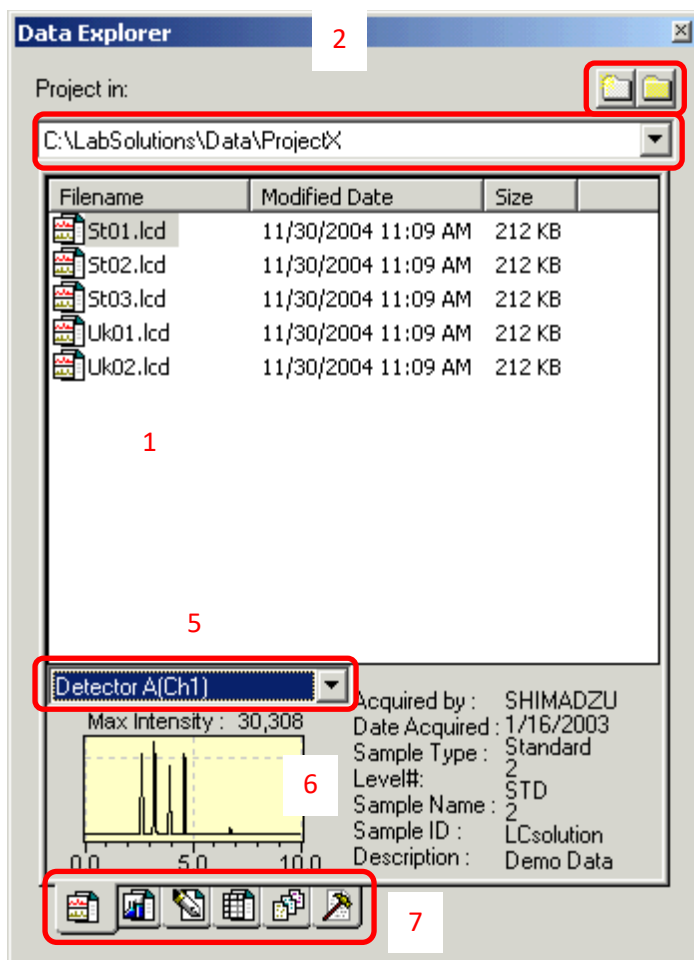 Data Explorer
2
Project in:
C:\LabSolutions\Data\ProjectX
Filename Modified Date Size
St01.lcd 11/30/2004 11:09 AM 212 KB
St02.lcd 11/30/2004 11:09 AM 212 KB
St03.lcd 11/30/2004 11:09 AM 212 KB
Uk01.lcd 11/30/2004 11:09 AM 212 KB
Uk02.lcd 11/30/2004 11:09 AM 212 KB
1
5
Detector A(Ch1)
Max Intensity : 30,308
0.0 5.0 10.0
6
Acquired by : SHIMADZU
Date Acquired : 1/16/2003
Sample Type : Standard
Level#: 2
Sample Name : STD
Sample ID : 2
Description : LCsolution
Demo Data
7